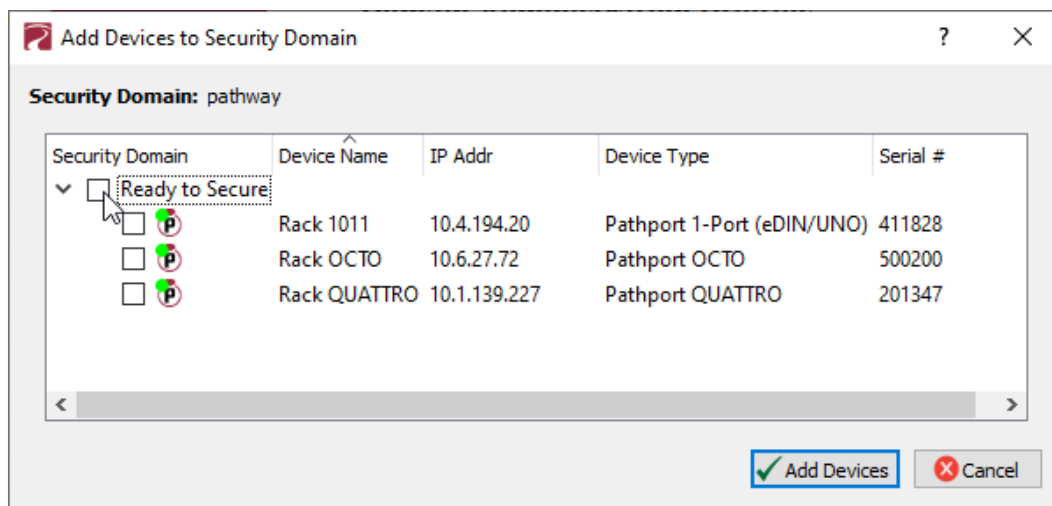 Add Devices to Security Domain
Security Domain: pathway
Security Domain Device Name IP Addr Device Type Serial #
Ready to Secure
Rack 1011 10.4.194.20 Pathport 1-Port (eDIN/UNO) 411828
Rack OCTO 10.6.27.72 Pathport OCTO 500200
Rack QUATTRO 10.1.139.227 Pathport QUATTRO 201347
Add Devices Cancel